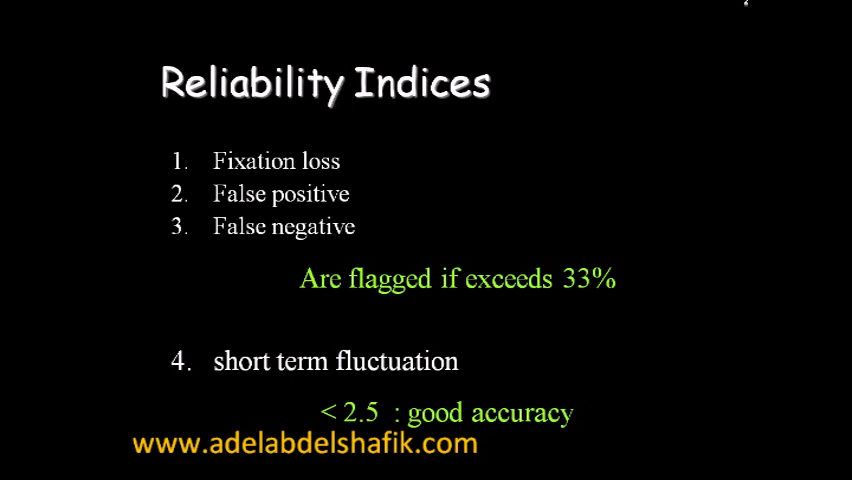 Reliability Indices
1. Fixation loss
2. False positive
3. False negative
Are flagged if exceeds 33%
4. short term fluctuation
< 2.5 : good accuracy
www.adelabdelshafik.com